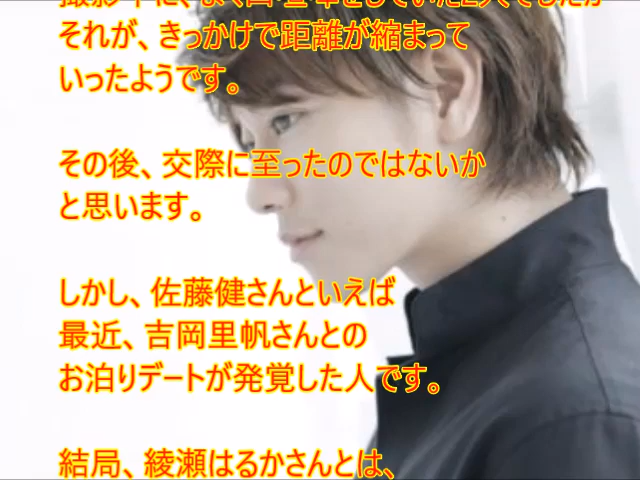 それが、きっかけで距離が縮まって
いったようです。
その後、交際に至ったのではないか
と思います。
しかし、佐藤健さんといえば
最近、吉岡里帆さんとの
お泊りデートが発覚した人です。
結局、綾瀬はるかさんとは、